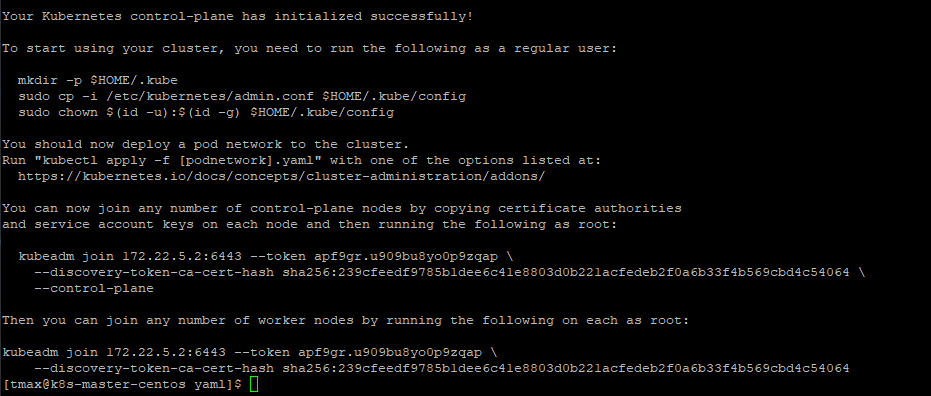 Your Kubernetes control-plane has initialized successfully!
To start using your cluster, you need to run the following as a regular user:
mkdir -p $HOME/.kube
sudo cp -i /etc/kubernetes/admin.conf $HOME/.kube/config
sudo chown $(id -u):$(id -g) $HOME/.kube/config
You should now deploy a pod network to the cluster.
Run "kubectl apply -f [podnetwork].yaml" with one of the options listed at:
https://kubernetes.io/docs/concepts/cluster-administration/addons/
You can now join any number of control-plane nodes by copying certificate authorities
and service account keys on each node and then running the following as root:
kubeadm join 172.22.5.2:6443 --token apf9gr.u909bu8yo0p9zqap \
--discovery-token-ca-cert-hash sha256:239cfeedf9785b1dee6c41e8803d0b221acfedeb2f0a6b33f4b569cbd4c54064 \
--control-plane
Then you can join any number of worker nodes by running the following on each as root:
kubeadm join 172.22.5.2:6443 --token apf9gr.u909bu8yo0p9zqap \
--discovery-token-ca-cert-hash sha256:239cfeedf9785b1dee6c41e8803d0b221acfedeb2f0a6b33f4b569cbd4c54064
[tmax@k8s-master-centos yaml]$